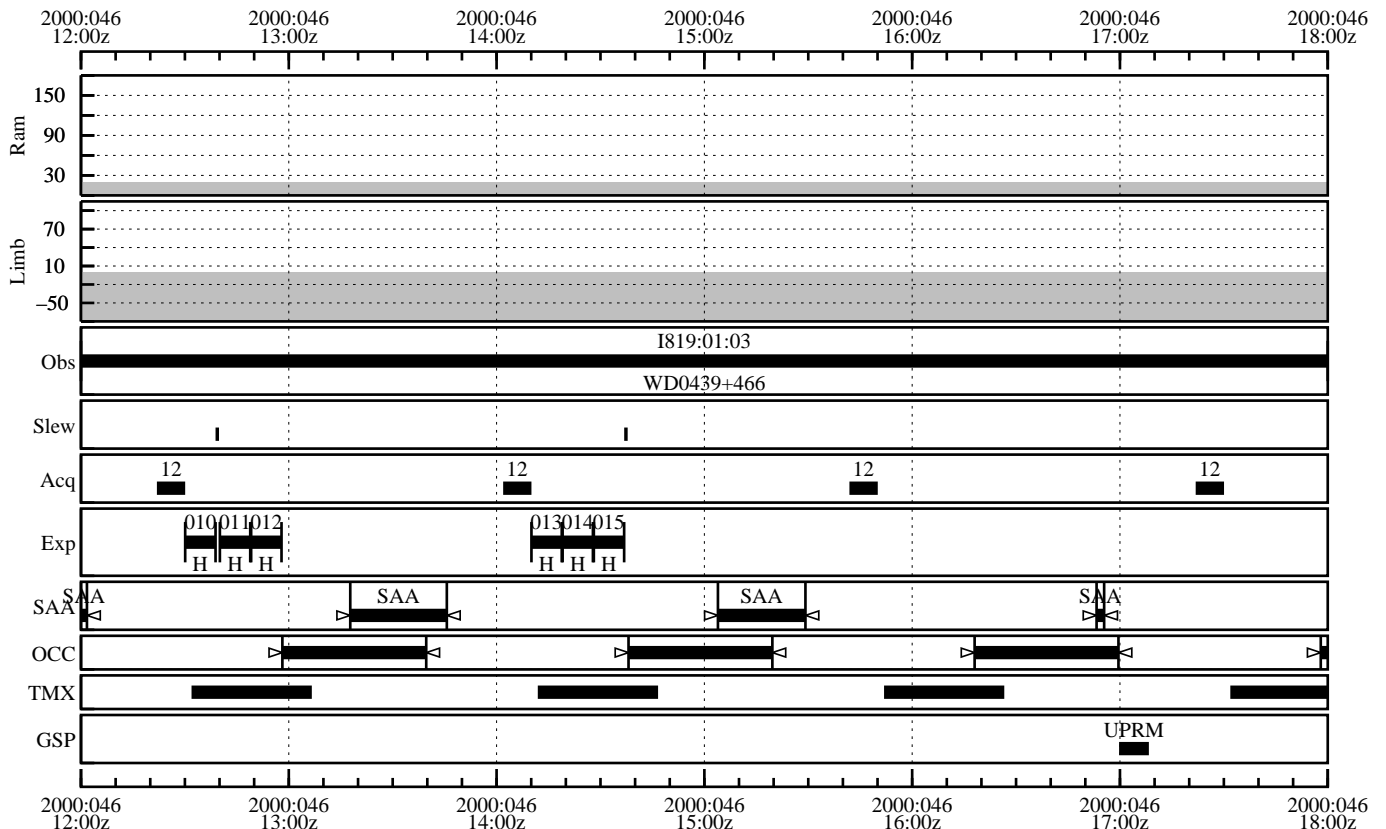 2000:046 2000:046 2000:046 2000:046 2000:046 2000:046 2000:046
12:00z 13:00z 14:00z 15:00z 16:00z 17:00z 18:00z
Ram
150
90
30
Limb
70
10
−50
Obs
I819:01:03
WD0439+466
Slew
Acq
12 12 12 12
Exp
010 011 012 013 014 015
H H H H H H
SAA
SAA SAA SAA SAA
OCC
TMX
GSP
UPRM
2000:046 2000:046 2000:046 2000:046 2000:046 2000:046 2000:046
12:00z 13:00z 14:00z 15:00z 16:00z 17:00z 18:00z